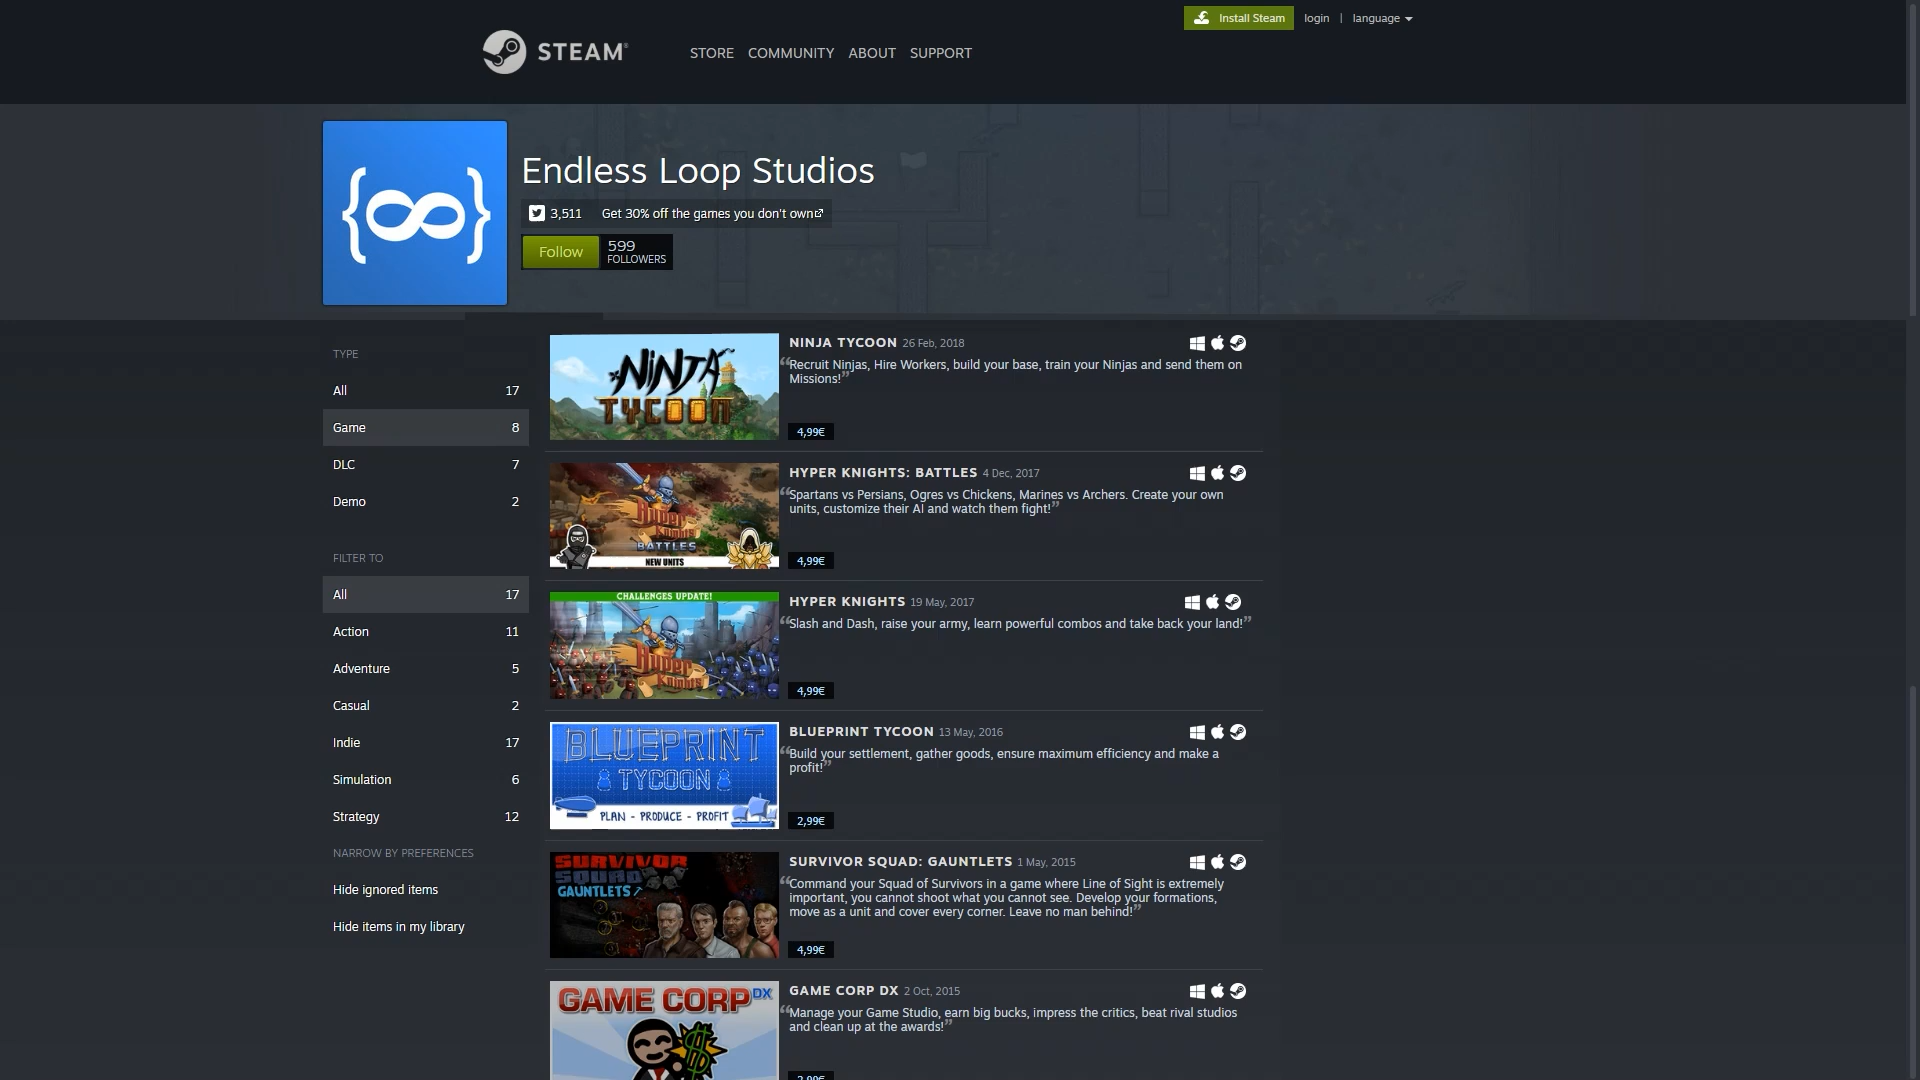 Install Steam
login | language
STEAM®
STORE COMMUNITY ABOUT SUPPORT
Endless Loop Studios
3,511 Get 30% off the games you don't own
Follow
599
FOLLOWERS
TYPE
All 17
Game 8
DLC 7
Demo 2
FILTER TO
All 17
Action 11
Adventure 5
Casual 2
Indie 17
Simulation 6
Strategy 12
NARROW BY PREFERENCES
Hide ignored items
Hide items in my library
NINJA
TYCOON
NINJA TYCOON 26 Feb, 2018
“Recruit Ninjas, Hire Workers, build your base, train your Ninjas and send them on
Missions!”
4,99€
Hyper
Knights
BATTLES
NEW UNITS
HYPER KNIGHTS: BATTLES 4 Dec, 2017
“Spartans vs Persians, Ogres vs Chickens, Marines vs Archers. Create your own
units, customize their AI and watch them fight!”
4,99€
CHALLENGES UPDATE!
Hyper
Knights
HYPER KNIGHTS 19 May, 2017
“Slash and Dash, raise your army, learn powerful combos and take back your land!”
4,99€
BLUEPRINT
TYCOON
PLAN - PRODUCE - PROFIT
BLUEPRINT TYCOON 13 May, 2016
“Build your settlement, gather goods, ensure maximum efficiency and make a
profit!”
2,99€
SURVIVOR
SQUAD
GAUNTLETS
SURVIVOR SQUAD: GAUNTLETS 1 May, 2015
“Command your Squad of Survivors in a game where Line of Sight is extremely
important, you cannot shoot what you cannot see. Develop your formations,
move as a unit and cover every corner. Leave no man behind!”
4,99€
GAME CORP DX
GAME CORP DX 2 Oct, 2015
“Manage your Game Studio, earn big bucks, impress the critics, beat rival studios
and clean up at the awards!”
2,99€